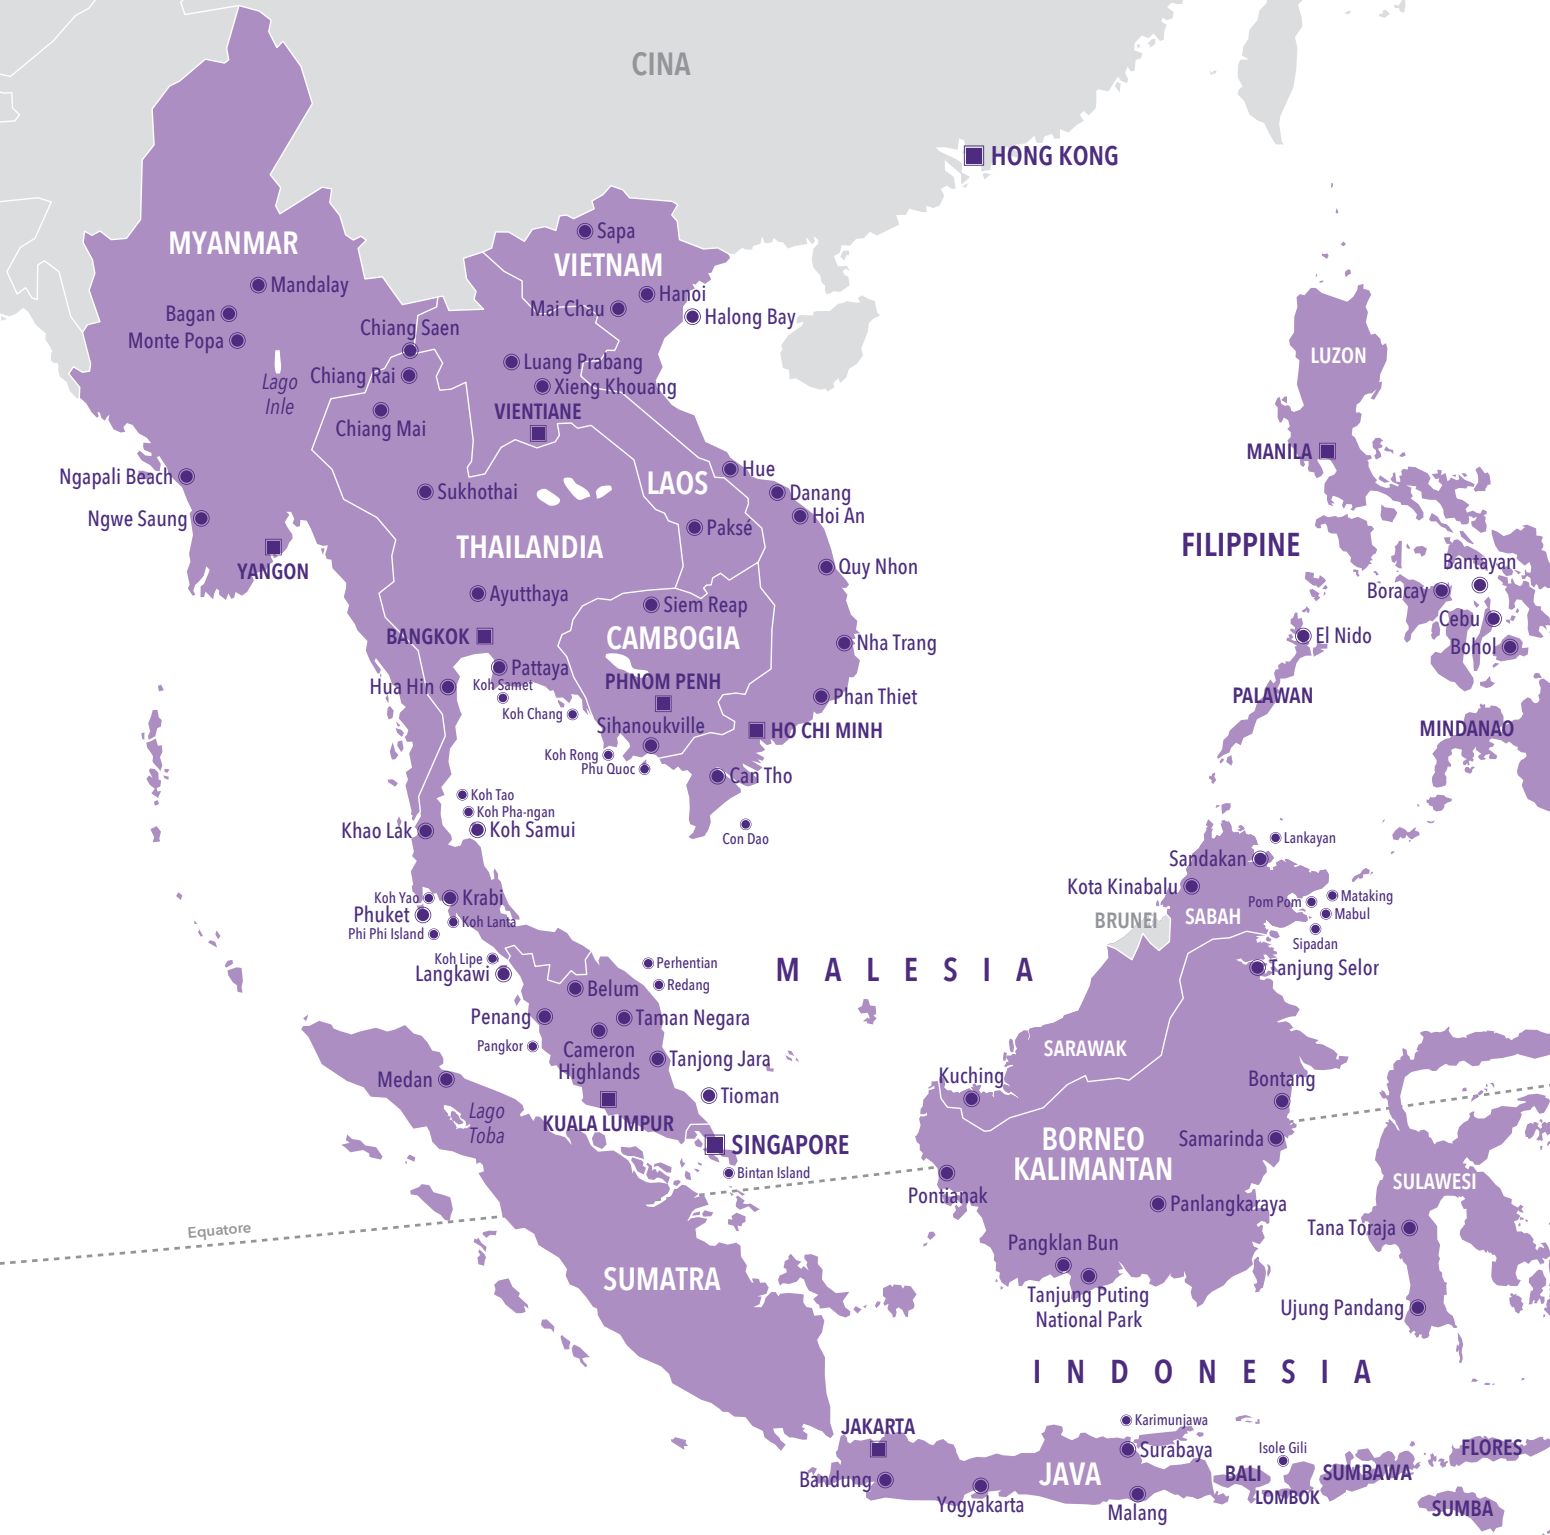 CINA
HONG KONG
Sapa
MYANMAR
VIETNAM
Mandalay
Hanoi
Bagan
Mai Chau
Halong Bay
Chiang Saen
Monte Popa
LUZON
Luang Prabang
Chiang Rai
Lago
Inle
Xieng Khouang
VIENTIANE
Chiang Mai
MANILA
Ngapali Beach
Hue
LAOS
Sukhothai
Danang
Ngwe Saung
Hoi An
Paksé
THAILANDIA
FILIPPINE
YANGON
Bantayan
Quy Nhon
Boracay
Ayutthaya
Siem Reap
Cebu
BANGKOK
CAMBOGIA
El Nido
Nha Trang
Bohol
Pattaya
PHNOM PENH
Hua Hin
Koh Samet
PALAWAN
Phan Thiet
Koh Chang
Sihanoukville
HO CHI MINH
MINDANAO
Koh Rong
Phu Quoc
Can Tho
Koh Tao
Koh Pha-ngan
Khao Lak
Koh Samui
Con Dao
Lankayan
Sandakan
Kota Kinabalu
Koh Yao
Krabi
Mataking
Pom Pom
Phuket
Mabul
Koh Lanta
BRUNEI
SABAH
Phi Phi Island
Sipadan
Koh Lipe
Perhentian
MALESIA
Langkawi
Tanjung Selor
Redang
Belum
Penang
Taman Negara
Pangkor
Cameron
Highlands
SARAWAK
Tanjong Jara
Medan
Kuching
Bontang
Tioman
Lago
Toba
KUALA LUMPUR
SINGAPORE
BORNEO
KALIMANTAN
Samarinda
Bintan Island
SULAWESI
Pontianak
Panlangkaraya
Equatore
Tana Toraja
Pangklan Bun
SUMATRA
Tanjung Puting
National Park
Ujung Pandang
INDONESIA
Karimunjawa
JAKARTA
Surabaya
Isole Gili
FLORES
Bandung
JAVA
BALI
SUMBAWA
LOMBOK
Yogyakarta
Malang
SUMBA